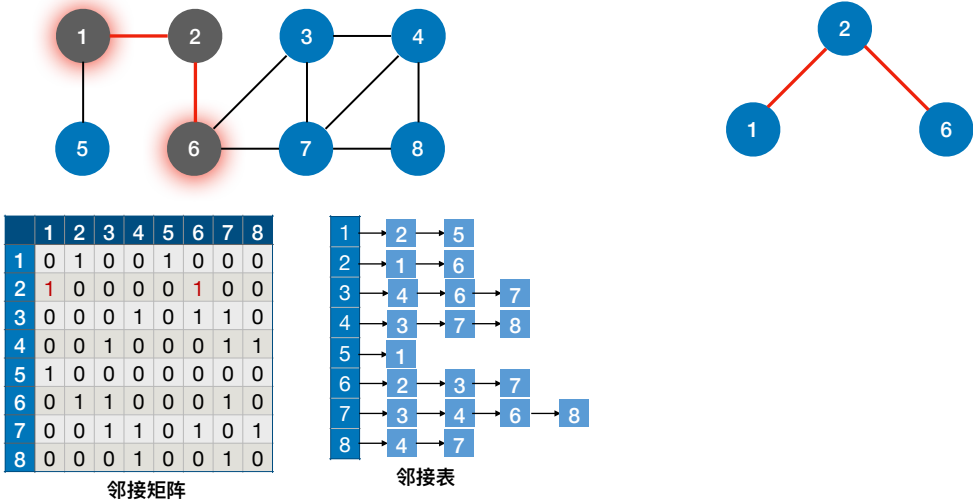 1 2 3 4
5 6 7 8
2
1 6
1 2 3 4 5 6 7 8
1 0 1 0 0 1 0 0 0
2 1 0 0 0 0 1 0 0
3 0 0 0 1 0 1 1 0
4 0 0 1 0 0 0 1 1
5 1 0 0 0 0 0 0 0
6 0 1 1 0 0 0 1 0
7 0 0 1 1 0 1 0 1
8 0 0 0 1 0 0 1 0
邻接矩阵
1 2 5
2 1 6
3 4 6 7
4 3 7 8
5 1
6 2 3 7
7 3 4 6 8
8 4 7
邻接表